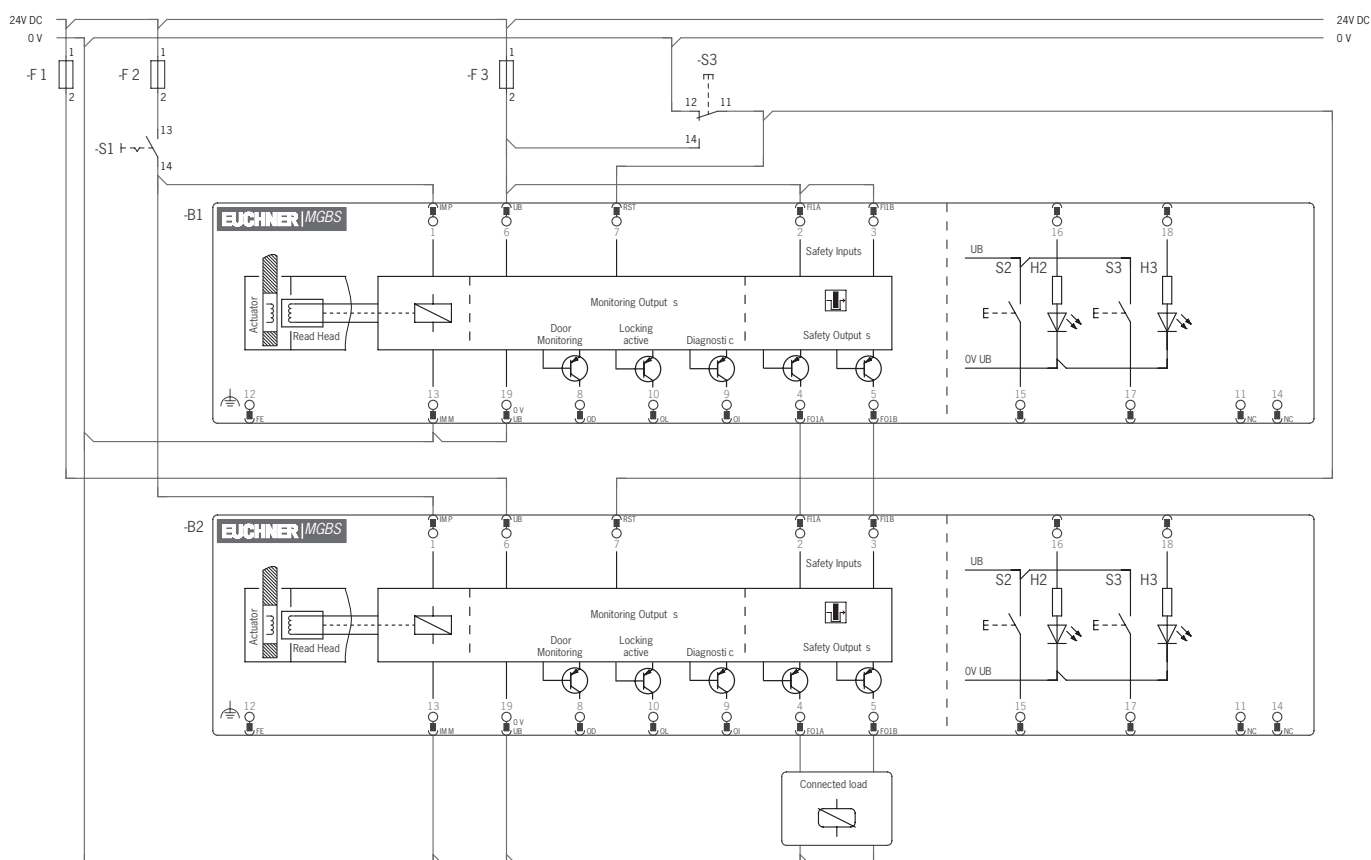 24V DC 24V DC
0 V 0 V
1 1 1
-F 1 -F 2 -F 3 -S3
2 2 2
12 11
13
-S1 14
14
-B1 EUCHNER MGBS IMP UB RST FI1A FI1B
1 6 7 2 3 16 18
Safety Inputs UB
S2 H2 S3 H3
Actuator Monitoring Output s
Read Head Door Monitoring Locking active Diagnosti c Safety Output s
0V UB
12 13 19 8 10 9 4 5 15 17 11 14
FE IMM 0 V UB OD OL OI FO1A FO1B NC NC
-B2 EUCHNER MGBS IMP UB RST FI1A FI1B
1 6 7 2 3 16 18
Safety Inputs UB
S2 H2 S3 H3
Actuator Monitoring Output s
Read Head Door Monitoring Locking active Diagnosti c Safety Output s
0V UB
12 13 19 8 10 9 4 5 15 17 11 14
FE IMM 0 V UB OD OL OI FO1A FO1B NC NC
Connected load